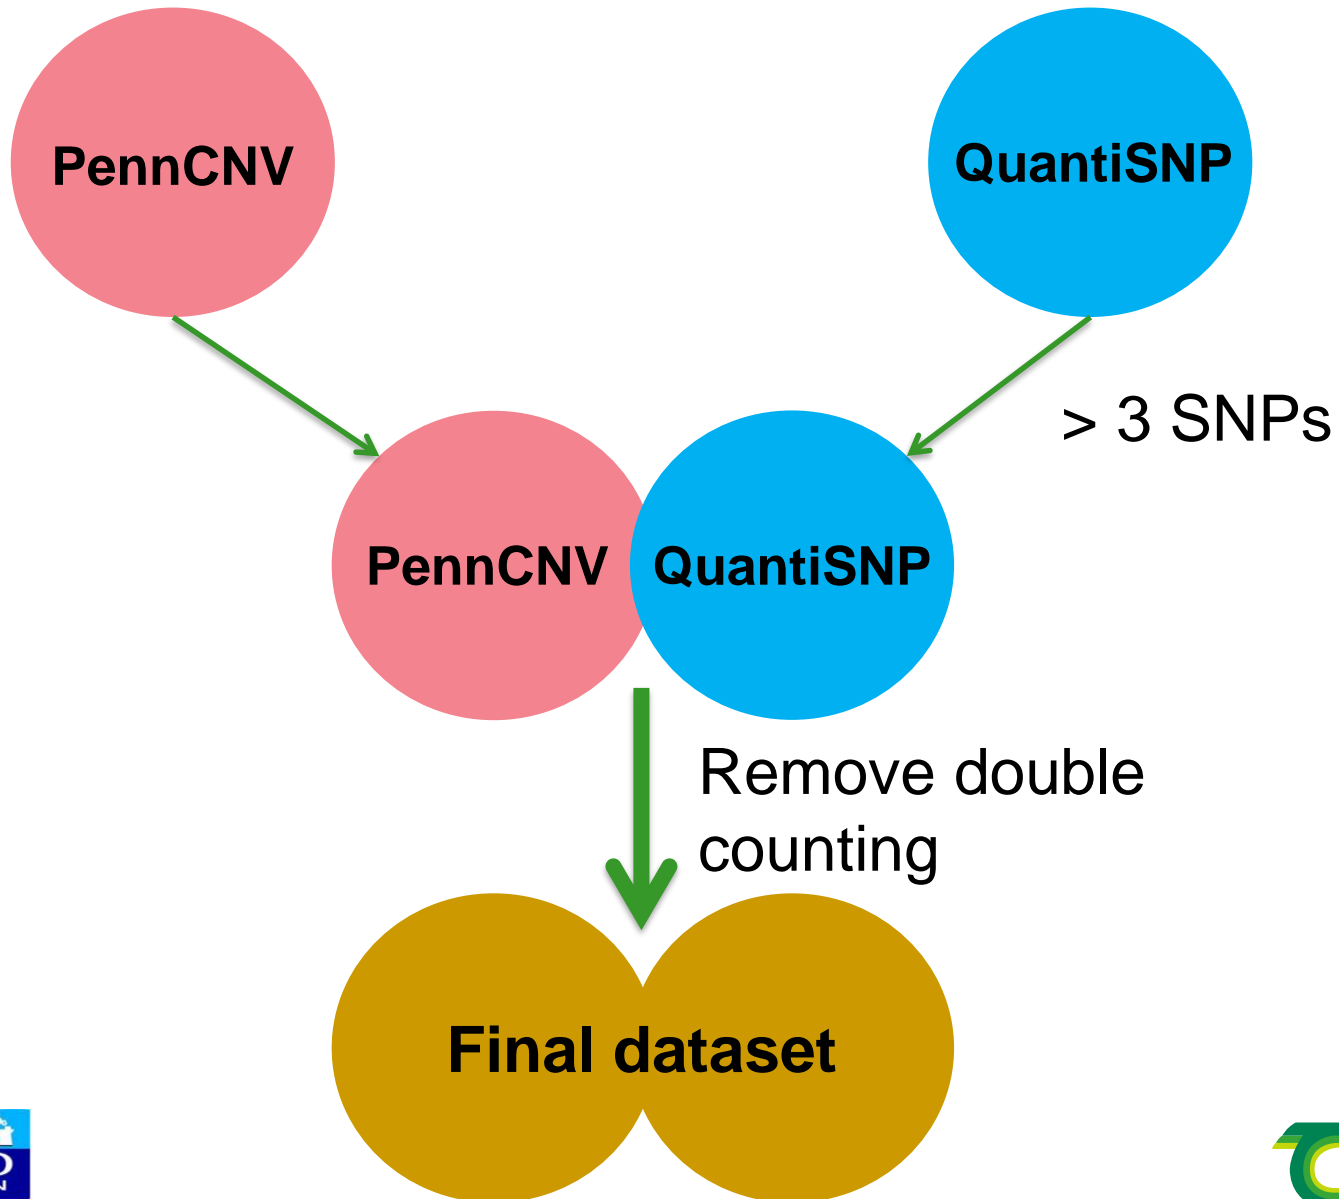 PennCNV
QuantiSNP
> 3 SNPs
PennCNV
QuantiSNP
Remove double
counting
Final dataset